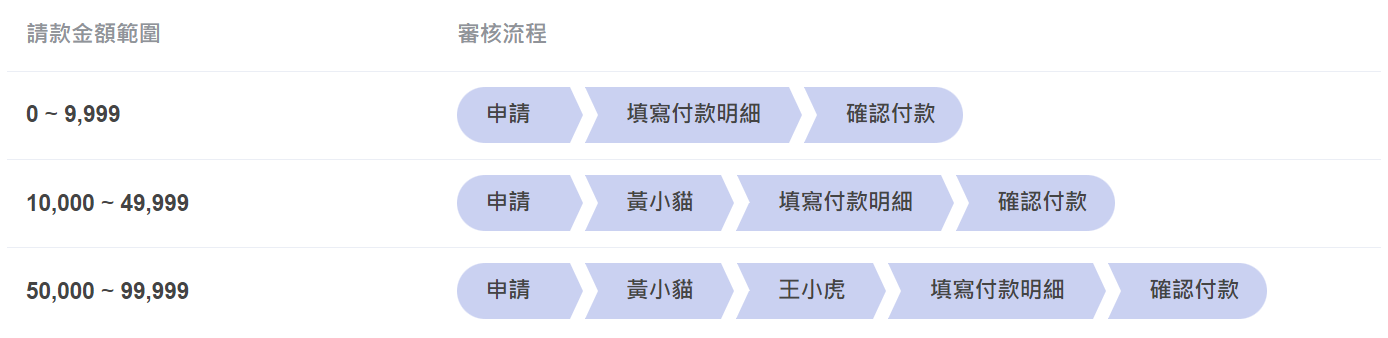 請款金額範圍 審核流程
0 ~ 9,999 申請 填寫付款明細 確認付款
10,000 ~ 49,999 申請 黃小貓 填寫付款明細 確認付款
50,000 ~ 99,999 申請 黃小貓 王小虎 填寫付款明細 確認付款